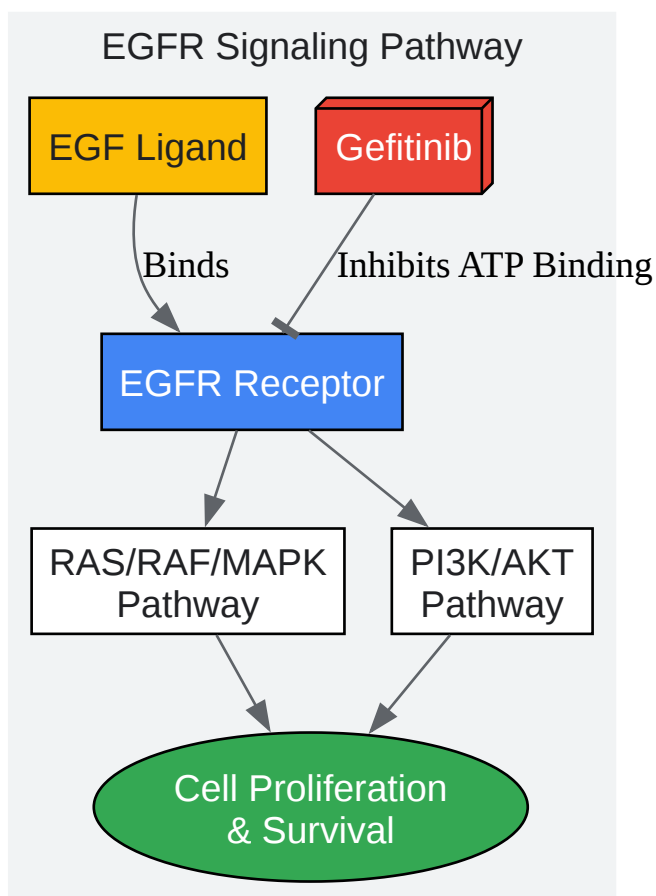 EGFR Signaling Pathway
EGF Ligand
Gefitinib
Binds
Inhibits ATP Binding
EGFR Receptor
RAS/RAF/MAPK
Pathway
PI3K/AKT
Pathway
Cell Proliferation
& Survival